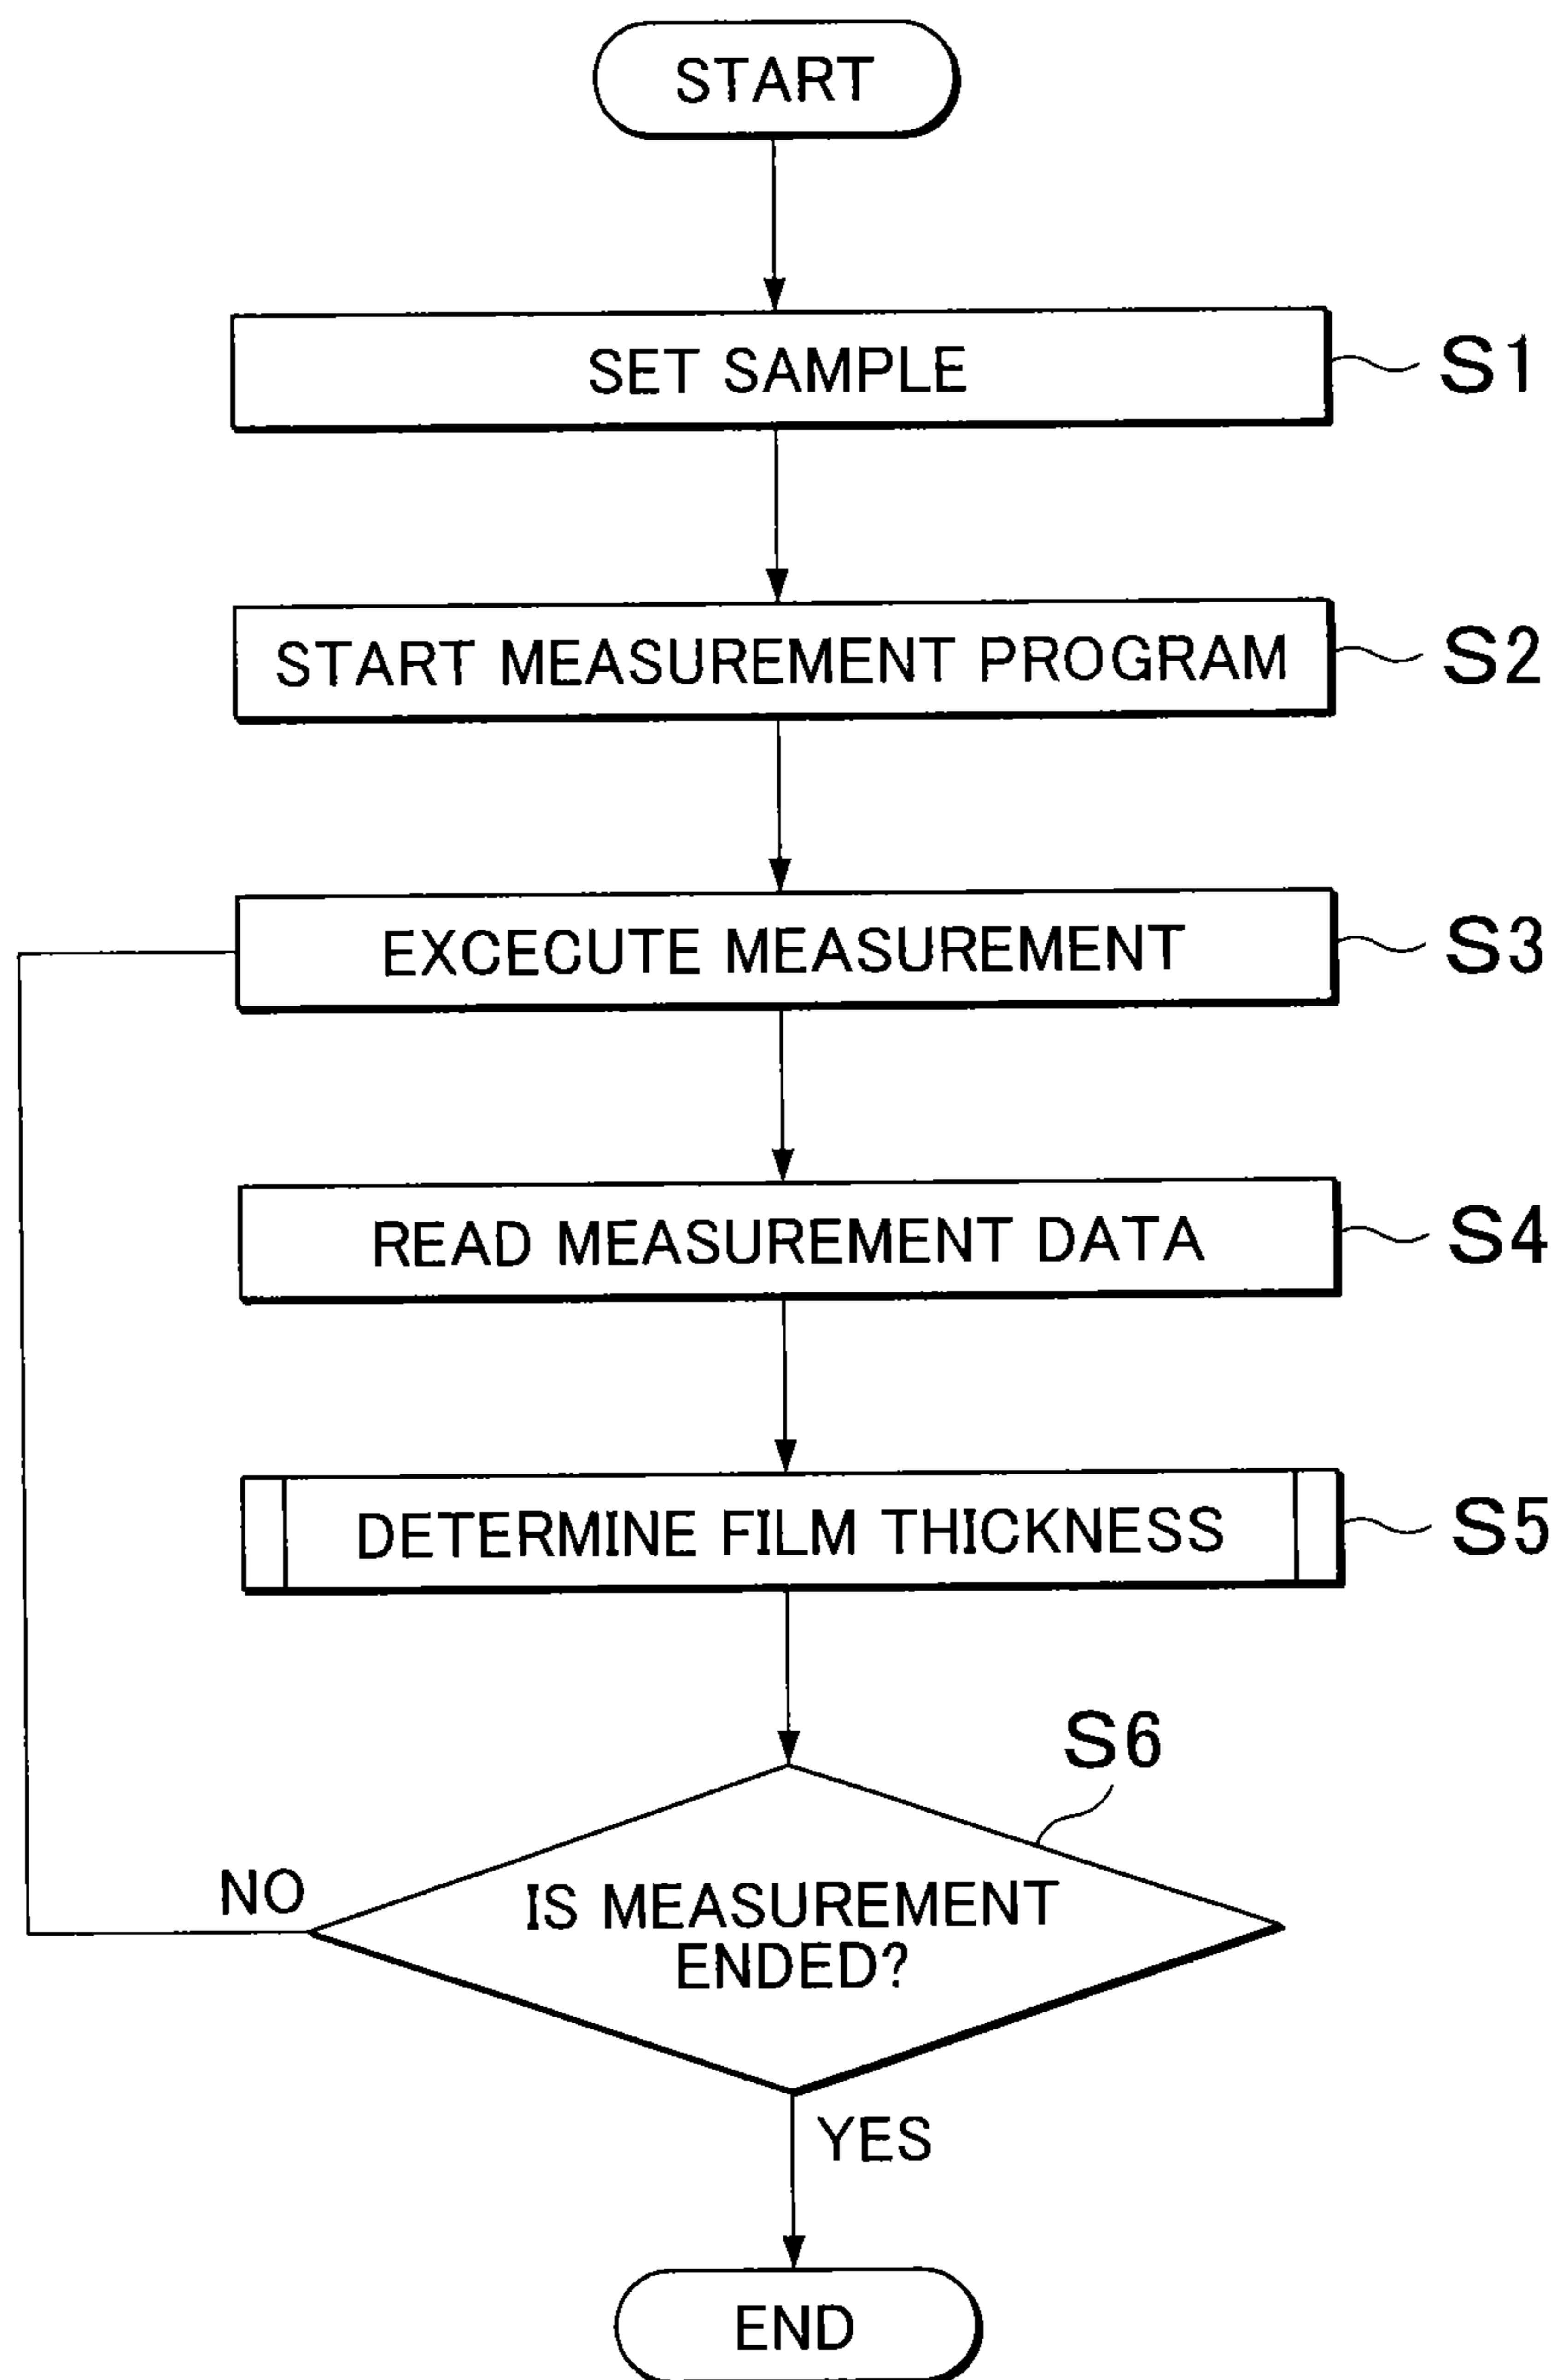 START
SET SAMPLE
S1
START MEASUREMENT PROGRAM
S2
EXCECUTE MEASUREMENT
S3
READ MEASUREMENT DATA
S4
DETERMINE FILM THICKNESS
S5
S6
NO
IS MEASUREMENT
ENDED?
YES
END